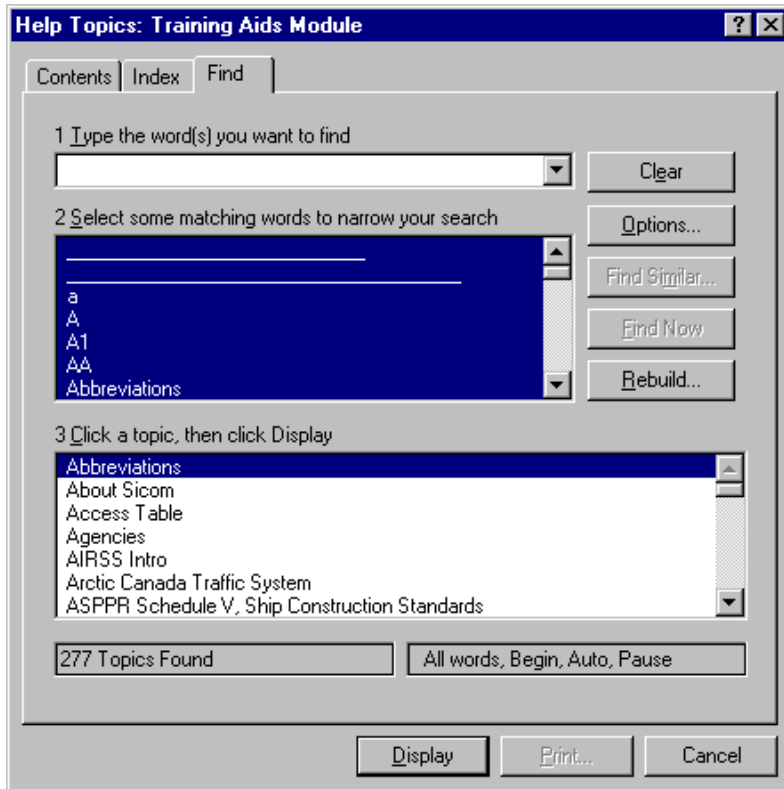 Help Topics: Training Aids Module
Contents Index Find
1 Type the word(s) you want to find
Clear
2 Select some matching words to narrow your search
Options...
Find Similar...
Find Now
Rebuild...
a
A
A1
AA
Abbreviations
3 Click a topic, then click Display
Abbreviations
About Sicom
Access Table
Agencies
AIRSS Intro
Arctic Canada Traffic System
ASPPR Schedule V, Ship Construction Standards
277 Topics Found
All words, Begin, Auto, Pause
Display Print... Cancel